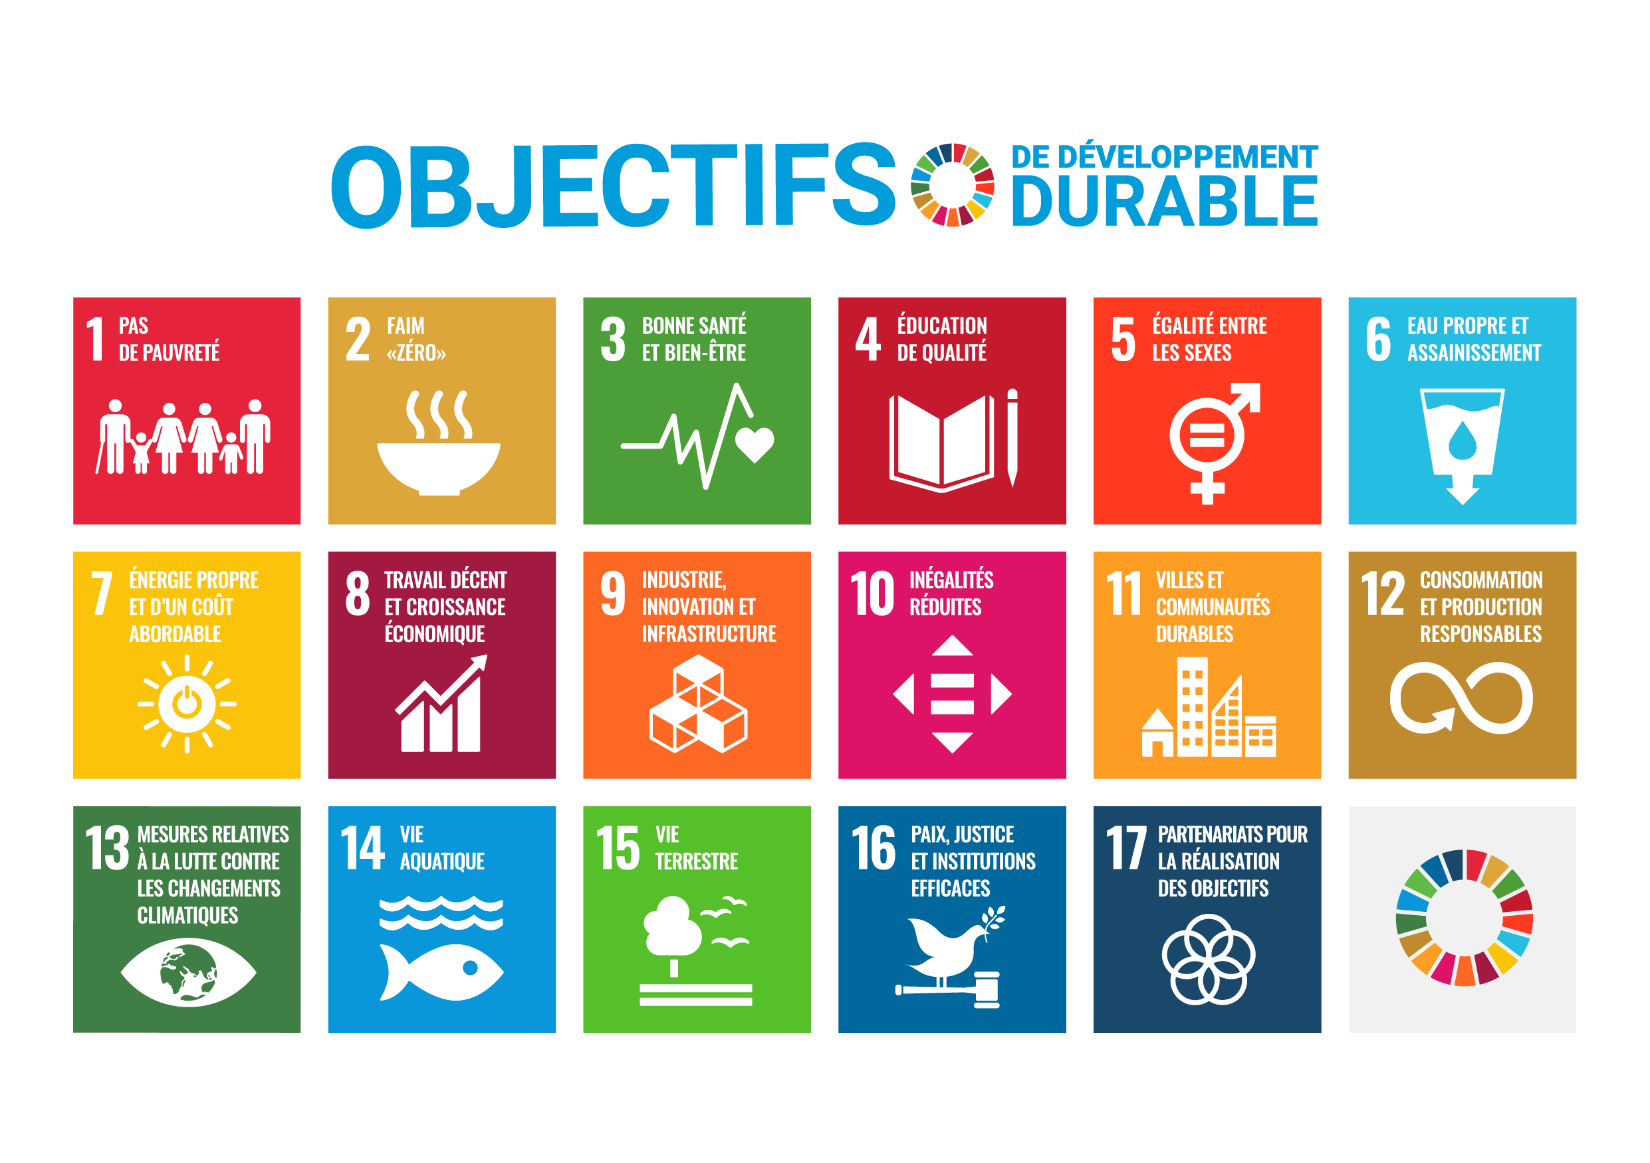 OBJECTIFS
DE DÉVELOPPEMENT
DURABLE
1 PAS
DE PAUVRETÉ
2 FAIM
«ZÉRO»
3 BONNE SANTÉ
ET BIEN-ÊTRE
4 ÉDUCATION
DE QUALITÉ
5 ÉGALITÉ ENTRE
LES SEXES
6 EAU PROPRE ET
ASSAINISSEMENT
7 ÉNERGIE PROPRE
ET D'UN COÛT
ABORDABLE
8 TRAVAIL DÉCENT
ET CROISSANCE
ÉCONOMIQUE
9 INDUSTRIE,
INNOVATION ET
INFRASTRUCTURE
10 INÉGALITÉS
RÉDUITES
11 VILLES ET
COMMUNAUTÉS
DURABLES
12 CONSOMMATION
ET PRODUCTION
RESPONSABLES
13 MESURES RELATIVES
À LA LUTTE CONTRE
LES CHANGEMENTS
CLIMATIQUES
14 VIE
AQUATIQUE
15 VIE
TERRESTRE
16 PAIX, JUSTICE
ET INSTITUTIONS
EFFICACES
17 PARTENARIATS POUR
LA RÉALISATION
DES OBJECTIFS